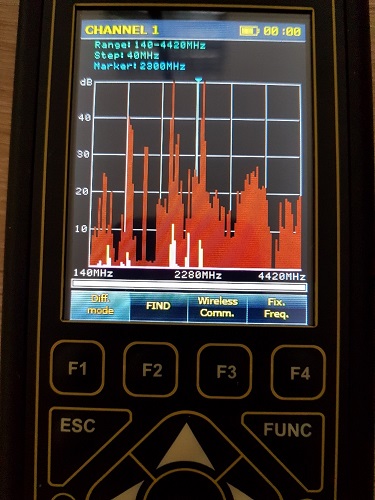 CHANNEL 1 00:00
Range: 140-4420MHz
Step: 40MHz
Marker: 2300MHz
dB
40
30
20
10
140MHz 2280MHz 4420MHz
Diff. mode
FIND
Wireless Comm.
Fix. Freq.
F1 F2 F3 F4
ESC FUNC